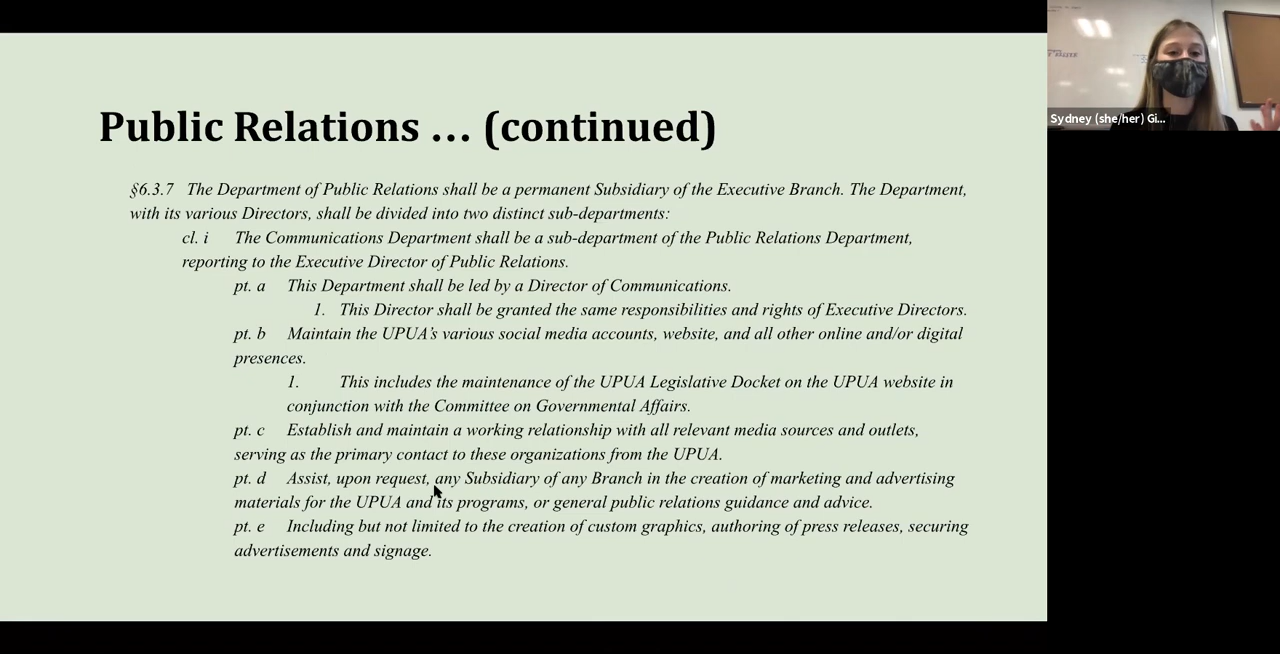 Public Relations … (continued)
§6.3.7 The Department of Public Relations shall be a permanent Subsidiary of the Executive Branch. The Department,
with its various Directors, shall be divided into two distinct sub-departments:
cl. i The Communications Department shall be a sub-department of the Public Relations Department,
reporting to the Executive Director of Public Relations.
pt. a This Department shall be led by a Director of Communications.
1. This Director shall be granted the same responsibilities and rights of Executive Directors.
pt. b Maintain the UPUA's various social media accounts, website, and all other online and/or digital
presences.
1. This includes the maintenance of the UPUA Legislative Docket on the UPUA website in
conjunction with the Committee on Governmental Affairs.
pt. c Establish and maintain a working relationship with all relevant media sources and outlets,
serving as the primary contact to these organizations from the UPUA.
pt. d Assist, upon request, any Subsidiary of any Branch in the creation of marketing and advertising
materials for the UPUA and its programs, or general public relations guidance and advice.
pt. e Including but not limited to the creation of custom graphics, authoring of press releases, securing
advertisements and signage.
Sydney (she/her) Gi...